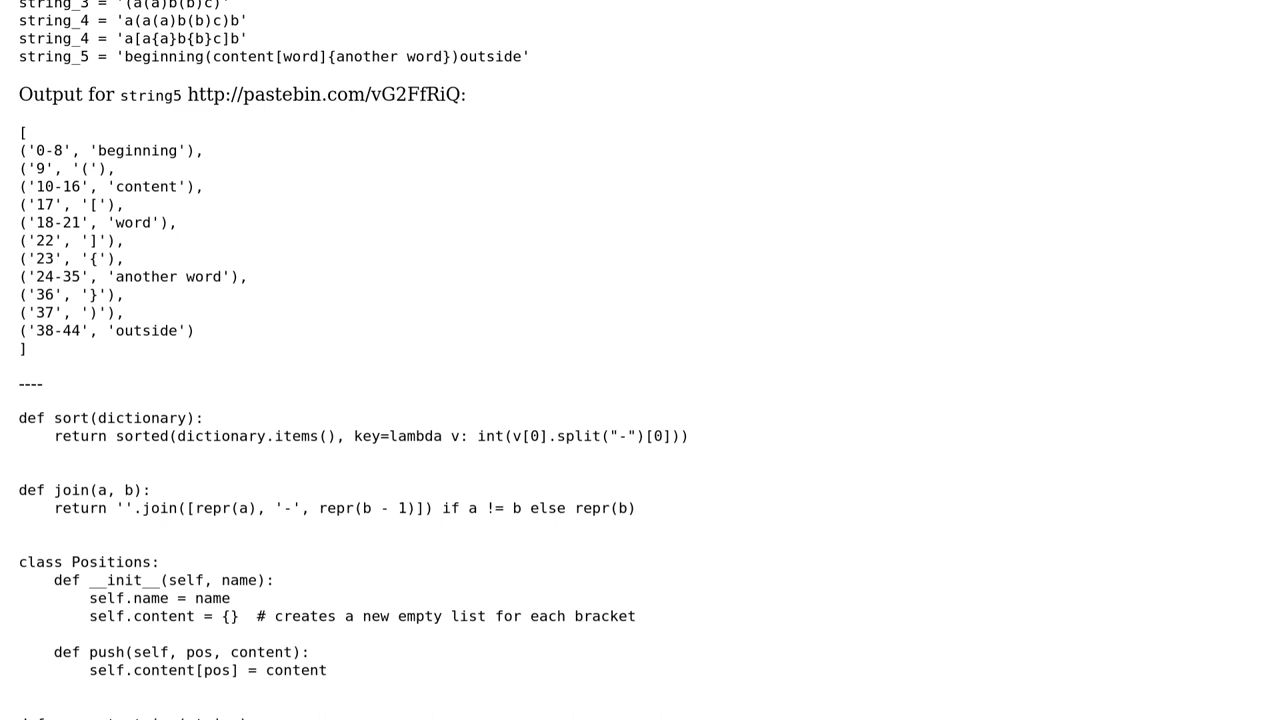 string_3 = '(a(a)b(b)c)'
string_4 = 'a(a(a)b(b)c)b'
string_4 = 'a[a{a}b{b}c]b'
string_5 = 'beginning(content[word]{another word})outside'
Output for string5 http://pastebin.com/vG2FfRiQ:
[
('0-8', 'beginning'),
('9', '('),
('10-16', 'content'),
('17', '['),
('18-21', 'word'),
('22', ']'),
('23', '{'),
('24-35', 'another word'),
('36', '}'),
('37', ')'),
('38-44', 'outside')
]
----
def sort(dictionary):
    return sorted(dictionary.items(), key=lambda v: int(v[0].split("-")[0]))
def join(a, b):
    return ''.join([repr(a), '-', repr(b - 1)]) if a != b else repr(b)
class Positions:
    def __init__(self, name):
        self.name = name
        self.content = {}  # creates a new empty list for each bracket
    def push(self, pos, content):
        self.content[pos] = content